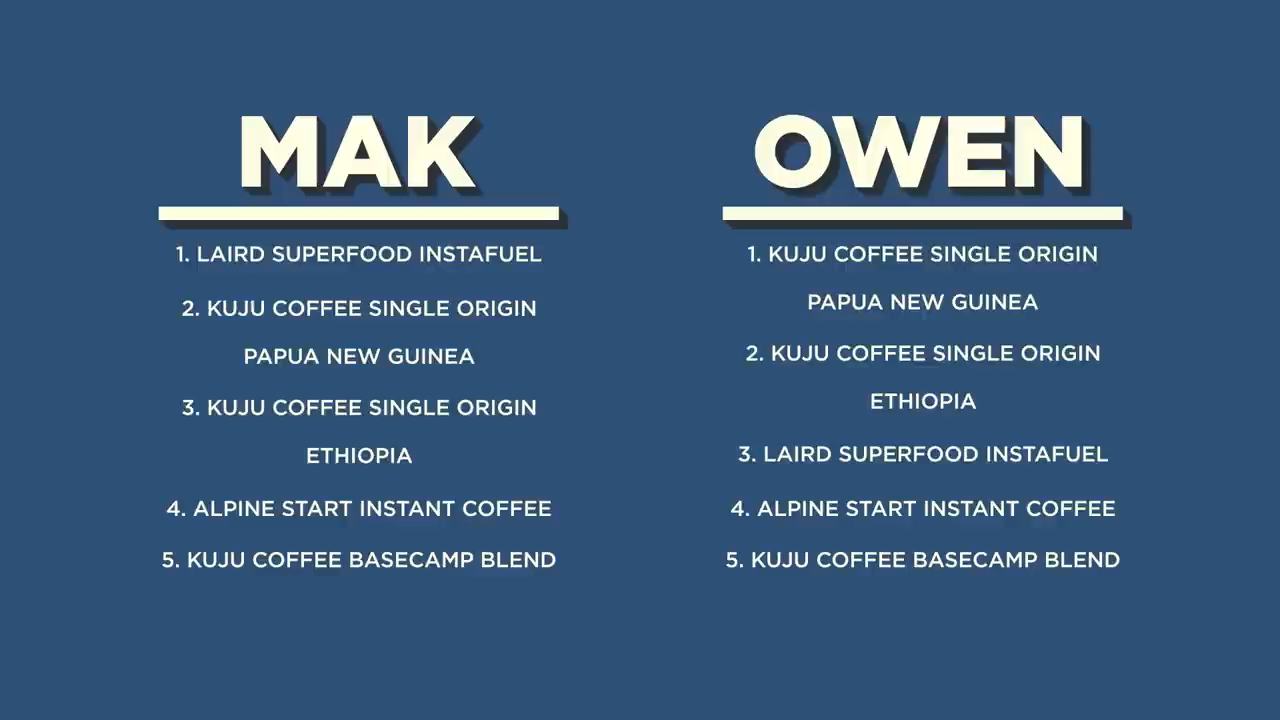 MAK
1. LAIRD SUPERFOOD INSTAFUEL
2. KUJU COFFEE SINGLE ORIGIN
PAPUA NEW GUINEA
3. KUJU COFFEE SINGLE ORIGIN
ETHIOPIA
4. ALPINE START INSTANT COFFEE
5. KUJU COFFEE BASECAMP BLEND
OWEN
1. KUJU COFFEE SINGLE ORIGIN
PAPUA NEW GUINEA
2. KUJU COFFEE SINGLE ORIGIN
ETHIOPIA
3. LAIRD SUPERFOOD INSTAFUEL
4. ALPINE START INSTANT COFFEE
5. KUJU COFFEE BASECAMP BLEND